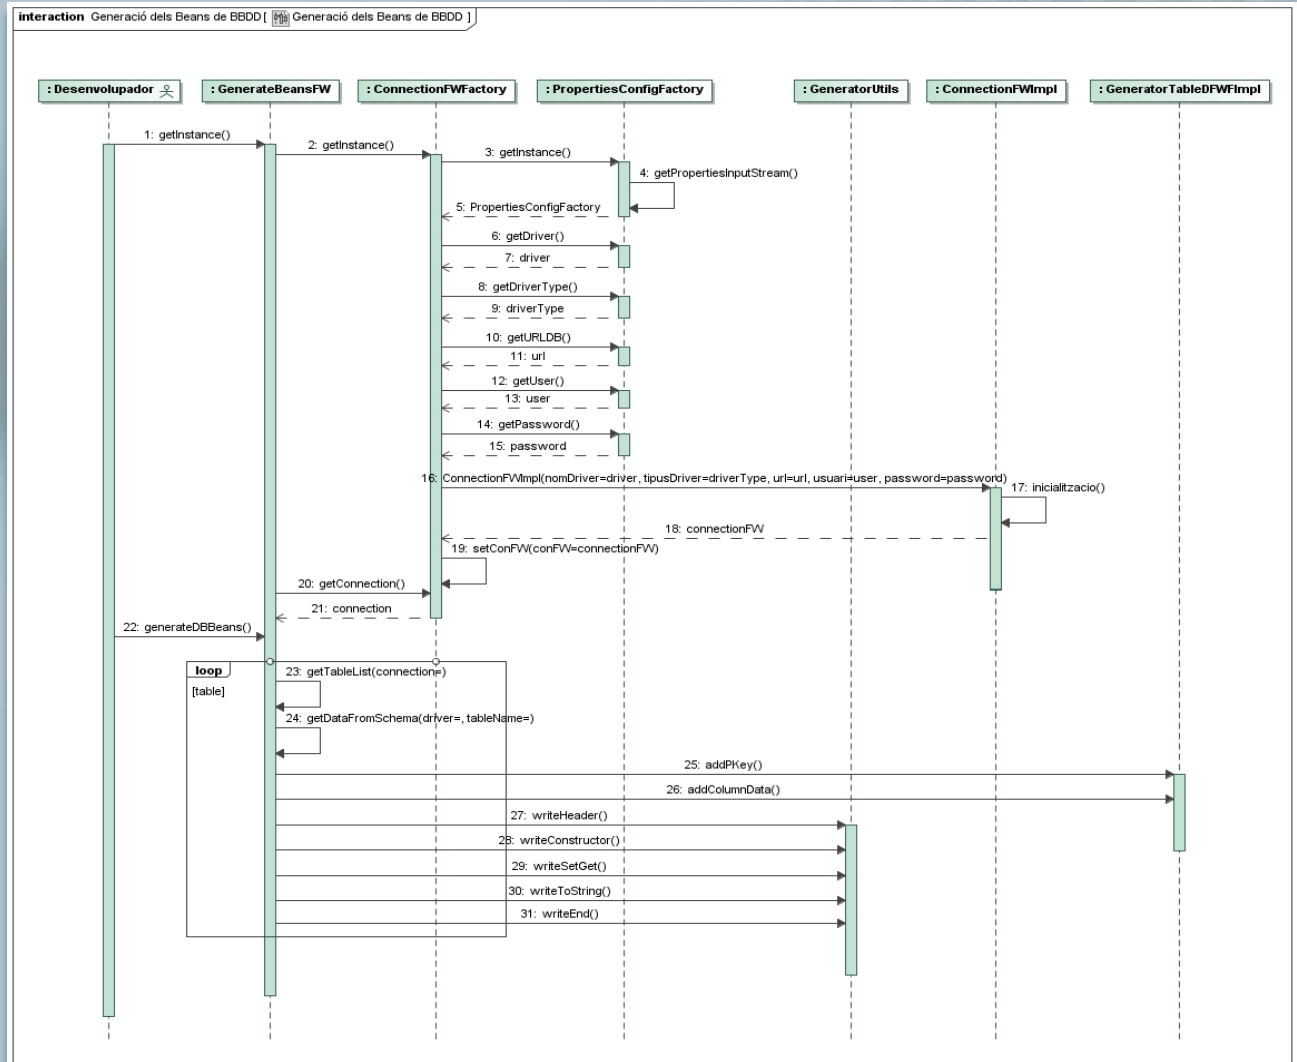 interaction Generació dels Beans de BBDD[ Generació dels Beans de BBDD ]
: Desenvolupador
: GenerateBeansFW
: ConnectionFWFactory
: PropertiesConfigFactory
: GeneratorUtils
: ConnectionFWImpl
: GeneratorTableDFWFImpl
1: getInstance()
2: getInstance()
3: getInstance()
4: getPropertiesInputStream()
5: PropertiesConfigFactory
6: getDriver()
7: driver
8: getDriverType()
9: driverType
10: getURLDB()
11: url
12: getUser()
13: user
14: getPassword()
15: password
16: ConnectionFWImpl(nomDriver=driver, tipusDriver=driverType, url=url, usuari=user, password=password)
17: inicialitzacio()
18: connectionFW
19: setConFW(conFW=connectionFW)
20: getConnection()
21: connection
22: generateDBBeans()
loop
23: getTableList(connection=)
[table]
24: getDataFromSchema(driver=, tableName=)
25: addPKey()
26: addColumnData()
27: writeHeader()
28: writeConstructor()
29: writeSetGet()
30: writeToString()
31: writeEnd()